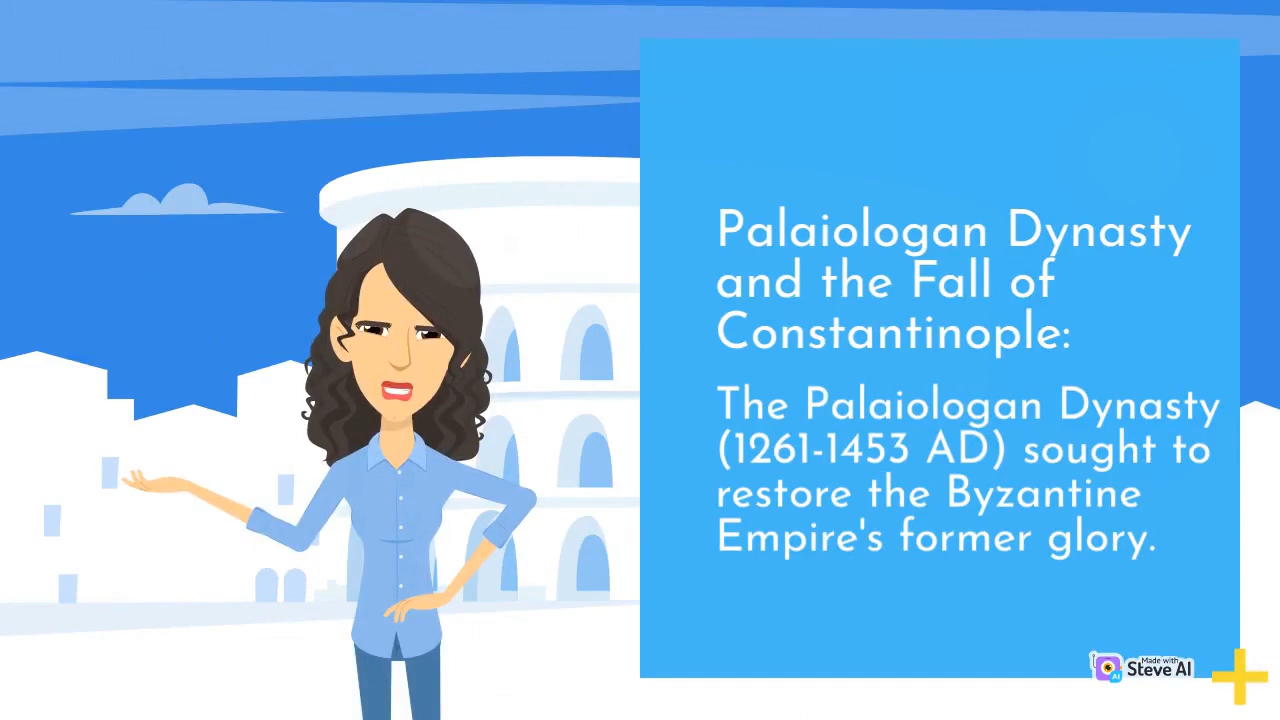 Palaiologan Dynasty
and the Fall of
Constantinople:
The Palaiologan Dynasty
(1261-1453 AD) sought to
restore the Byzantine
Empire's former glory.
Made with
Steve AI
AI